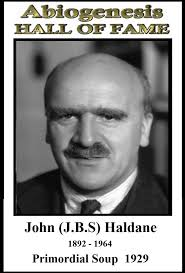 Abiogenesis
HALL OF FAME
John (J.B.S) Haldane
1892 - 1964
Primordial Soup  1929